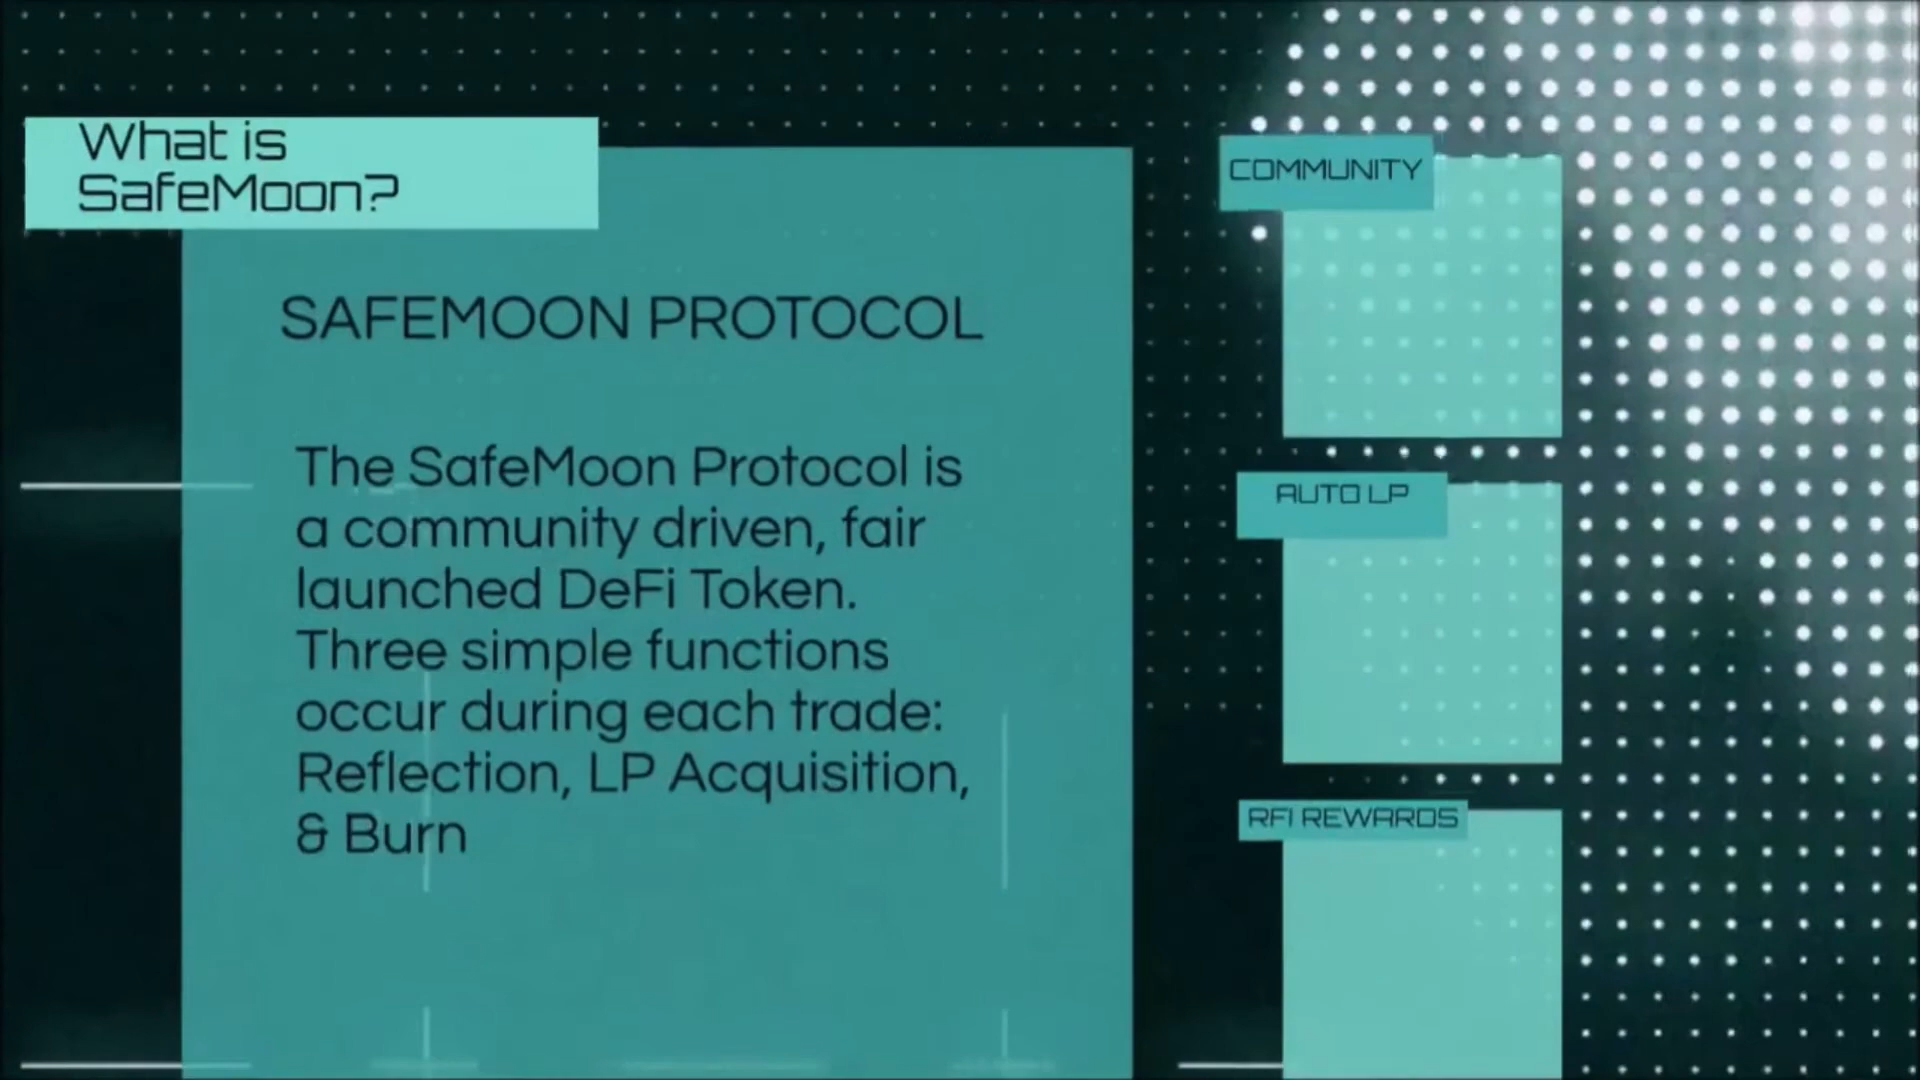 What is
SafeMoon?
SAFEMOON PROTOCOL
The SafeMoon Protocol is
a community driven, fair
launched DeFi Token.
Three simple functions
occur during each trade:
Reflection, LP Acquisition,
& Burn
COMMUNITY
AUTO LP
RFI REWARDS